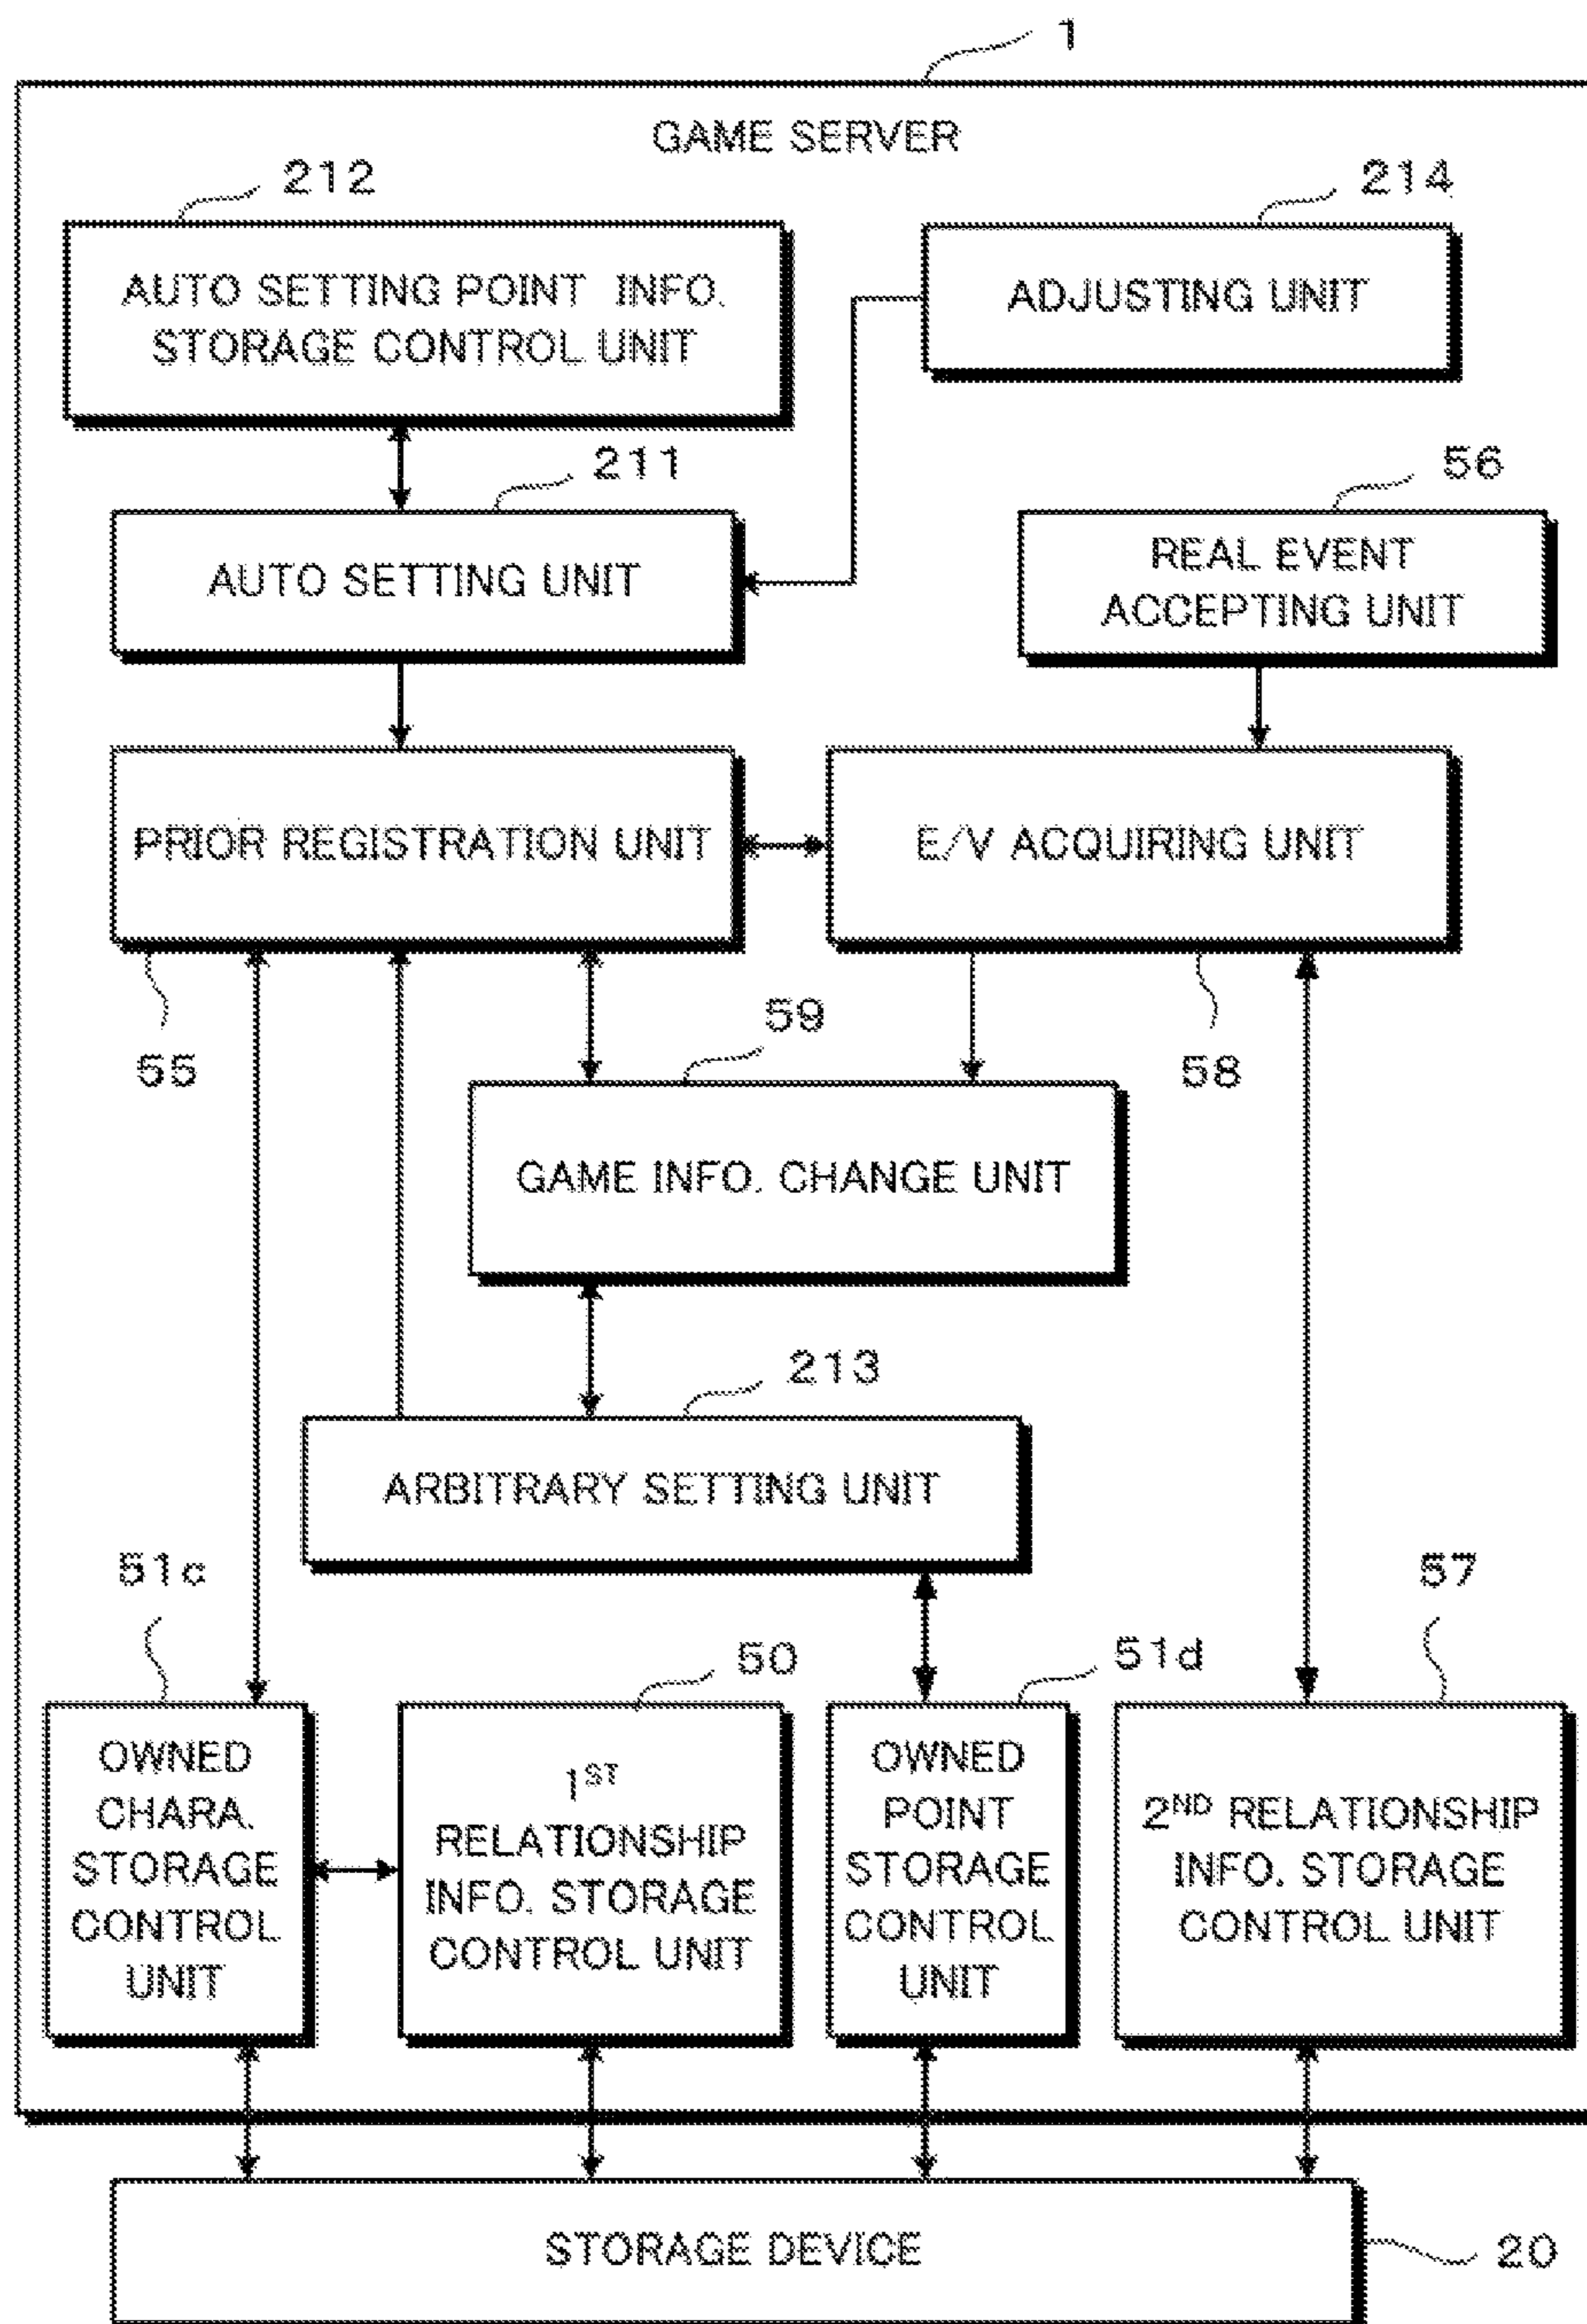 1
GAME SERVER
212
214
AUTO SETTING POINT INFO.
STORAGE CONTROL UNIT
ADJUSTING UNIT
211
56
AUTO SETTING UNIT
REAL EVENT
ACCEPTING UNIT
PRIOR REGISTRATION UNIT
E/V ACQUIRING UNIT
55
59
58
GAME INFO. CHANGE UNIT
213
ARBITRARY SETTING UNIT
51c
57
50
51d
OWNED
CHARA.
STORAGE
CONTROL
UNIT
1ST
RELATIONSHIP
INFO. STORAGE
CONTROL UNIT
OWNED
POINT
STORAGE
CONTROL
UNIT
2ND RELATIONSHIP
INFO. STORAGE
CONTROL UNIT
STORAGE DEVICE
20